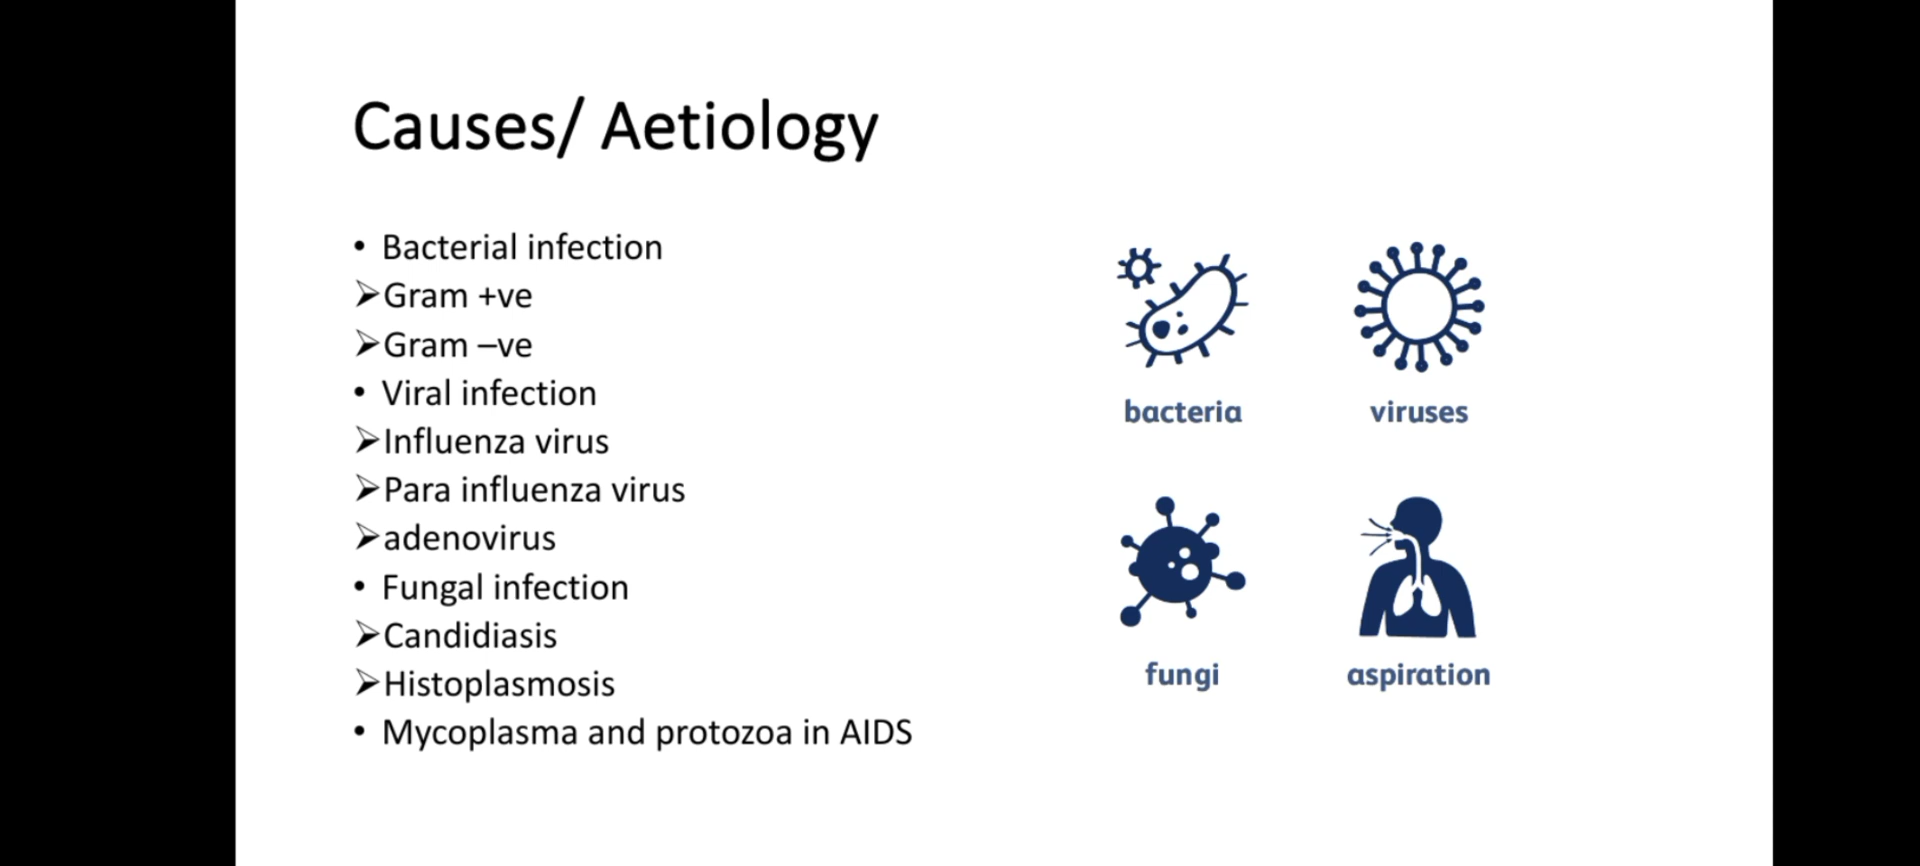 Causes/ Aetiology
• Bacterial infection
➢Gram +ve
➢Gram –ve
• Viral infection
➢Influenza virus
➢Para influenza virus
➢adenovirus
• Fungal infection
➢Candidiasis
➢Histoplasmosis
• Mycoplasma and protozoa in AIDS
bacteria
viruses
fungi
aspiration